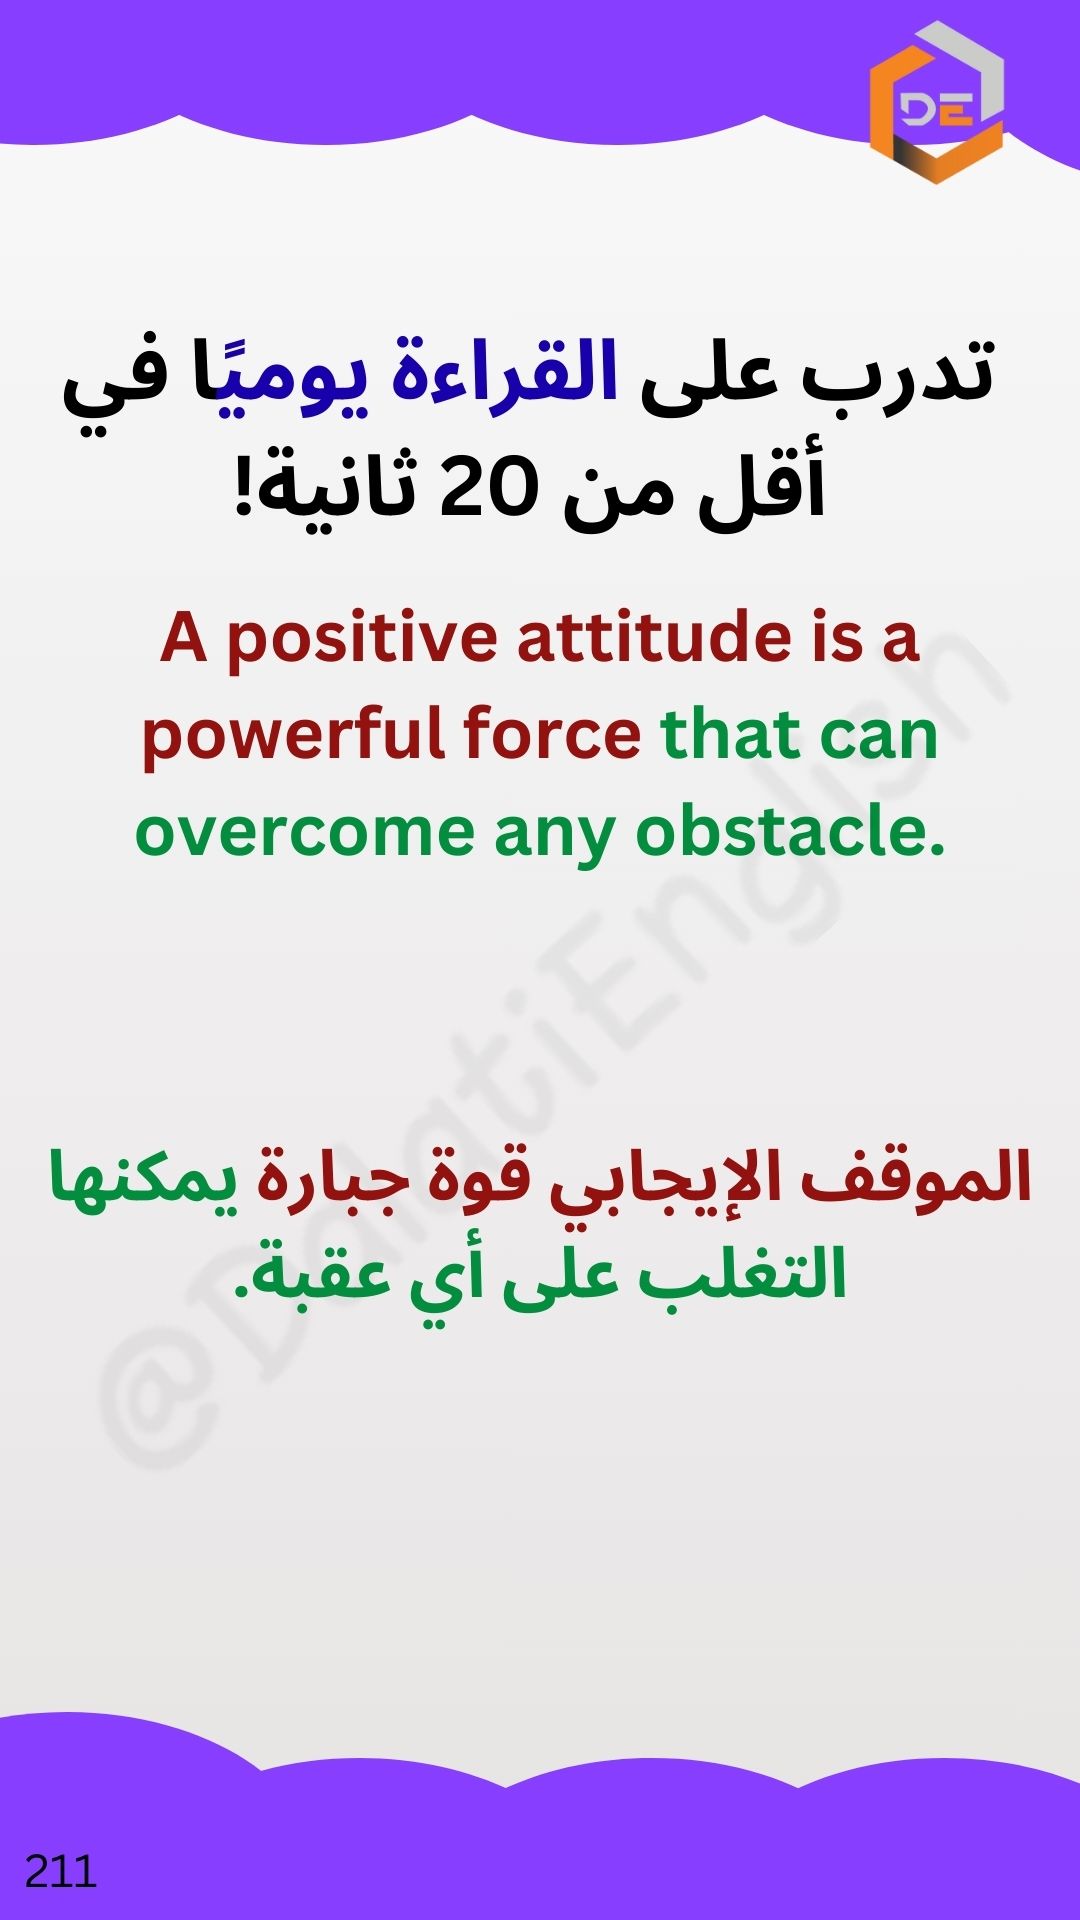 DE
تدرب على القراءة يوميًا في
أقل من 20 ثانية!
A positive attitude is a
powerful force that can
overcome any obstacle.
@DdatiEnglish
الموقف الإيجابي قوة جبارة يمكنها
التغلب على أي عقبة.
211